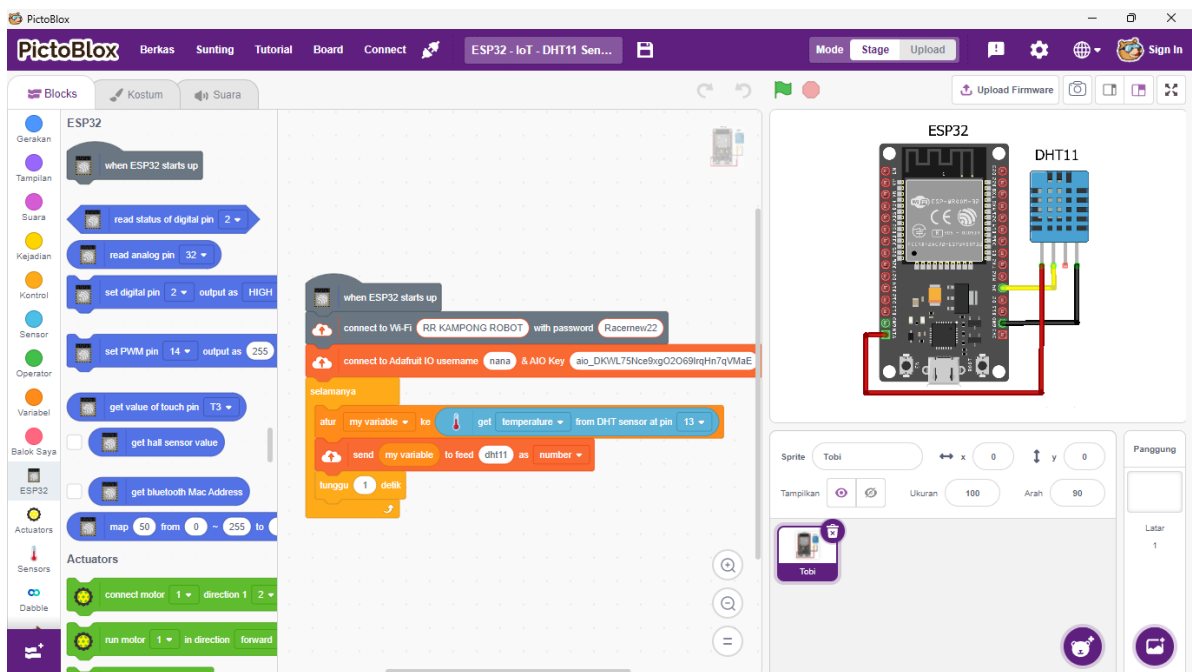 PictoBlox
PictoBlox Berkas Sunting Tutorial Board Connect ESP32 - IoT - DHT11 Sen... Mode Stage Upload Sign In
Blocks Kostum Suara Upload Firmware
Gerakan
Tampilan
Suara
Kejadian
Kontrol
Sensor
Operator
Variabel
Balok Saya
ESP32
Actuators
Sensors
Dabble
ESP32
when ESP32 starts up
read status of digital pin 2
read analog pin 32
set digital pin 2 output as HIGH
set PWM pin 14 output as 255
get value of touch pin T3
get hall sensor value
get bluetooth Mac Address
map 50 from 0 ~ 255 to
Actuators
connect motor 1 direction 1 2
run motor 1 in direction forward
when ESP32 starts up
connect to Wi-Fi RR KAMPONG ROBOT with password Racernew22
connect to Adafruit IO username nana & AIO Key aio_DKWL75Nce9xgO2O69lrqHn7qVMaE
selamanya
atur my variable ke get temperature from DHT sensor at pin 13
send my variable to feed dht11 as number
tunggu 1 detik
ESP32
DHT11
Sprite Tobi x 0 y 0
Tampilkan Ukuran 100 Arah 90
Tobi
Panggung
Latar
1